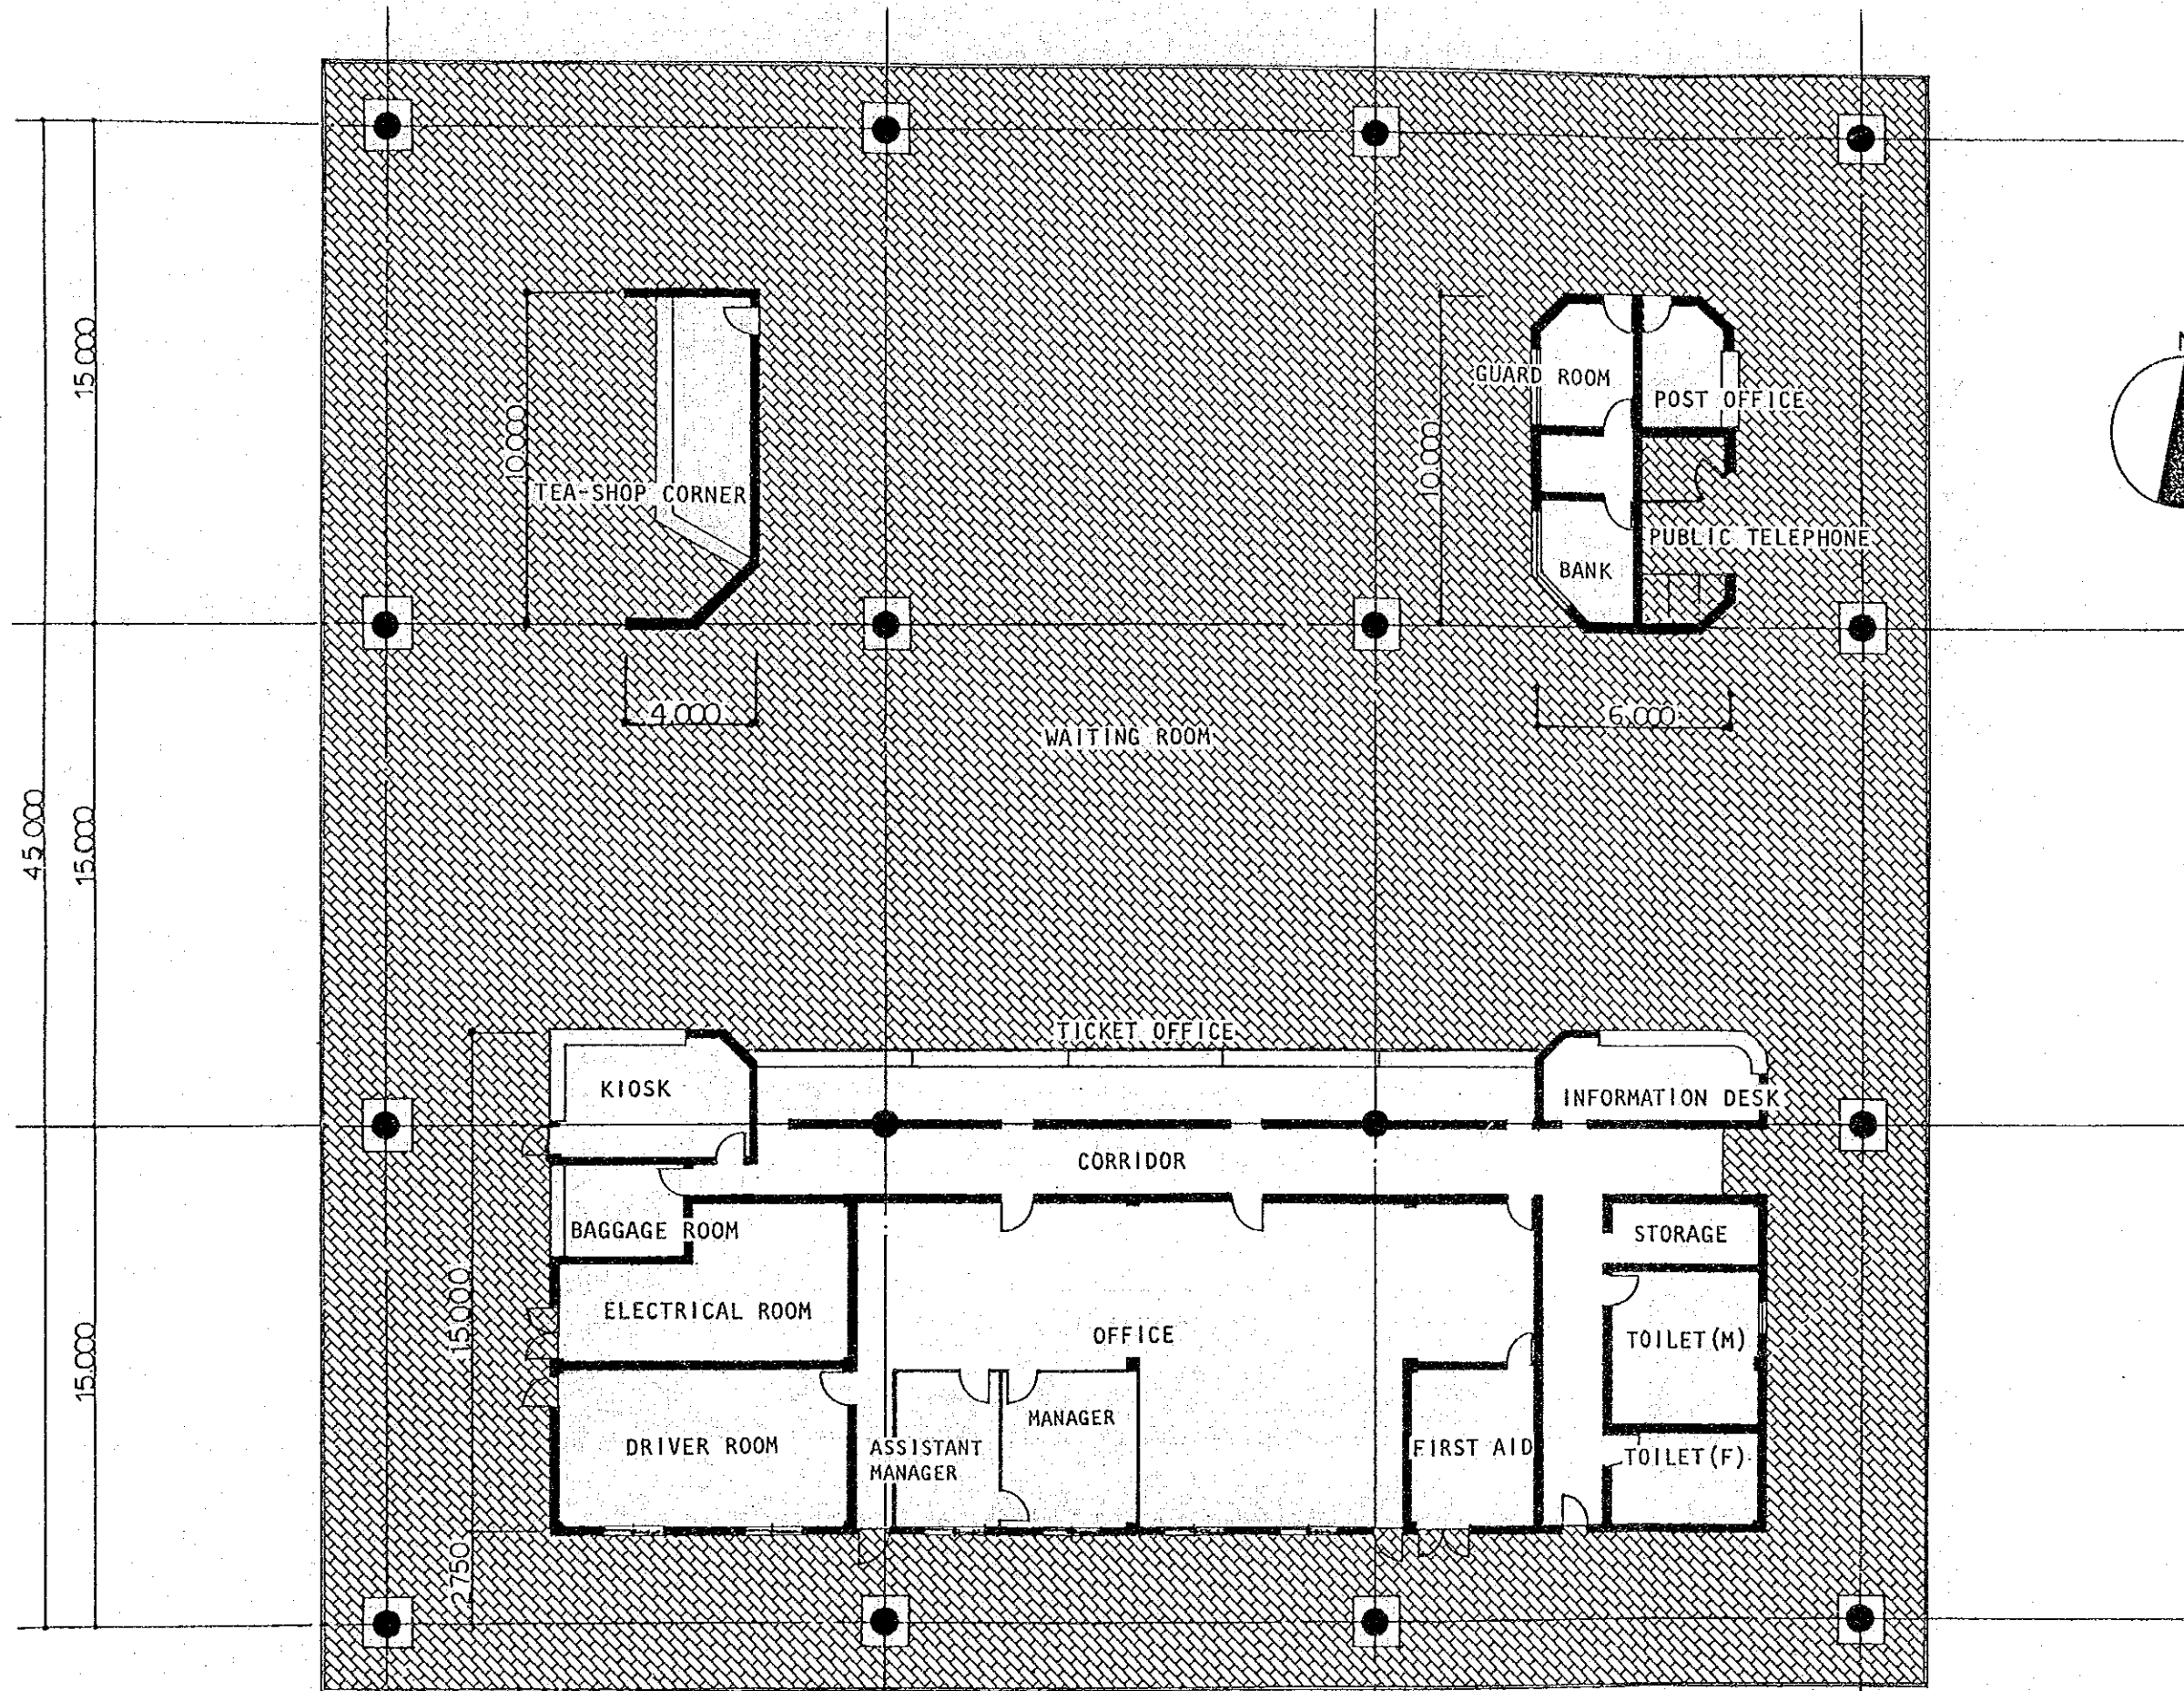 15.000
10.000
GUARD ROOM
POST OFFICE
10.000
TEA-SHOP CORNER
PUBLIC TELEPHONE
BANK
4.000
6.000
WAITING ROOM
45.000
15.000
TICKET OFFICE
KIOSK
INFORMATION DESK
CORRIDOR
BAGGAGE ROOM
STORAGE
ELECTRICAL ROOM
15.000
OFFICE
TOILET(M)
15.000
MANAGER
DRIVER ROOM
ASSISTANT
MANAGER
FIRST AID
TOILET(F)
2.750